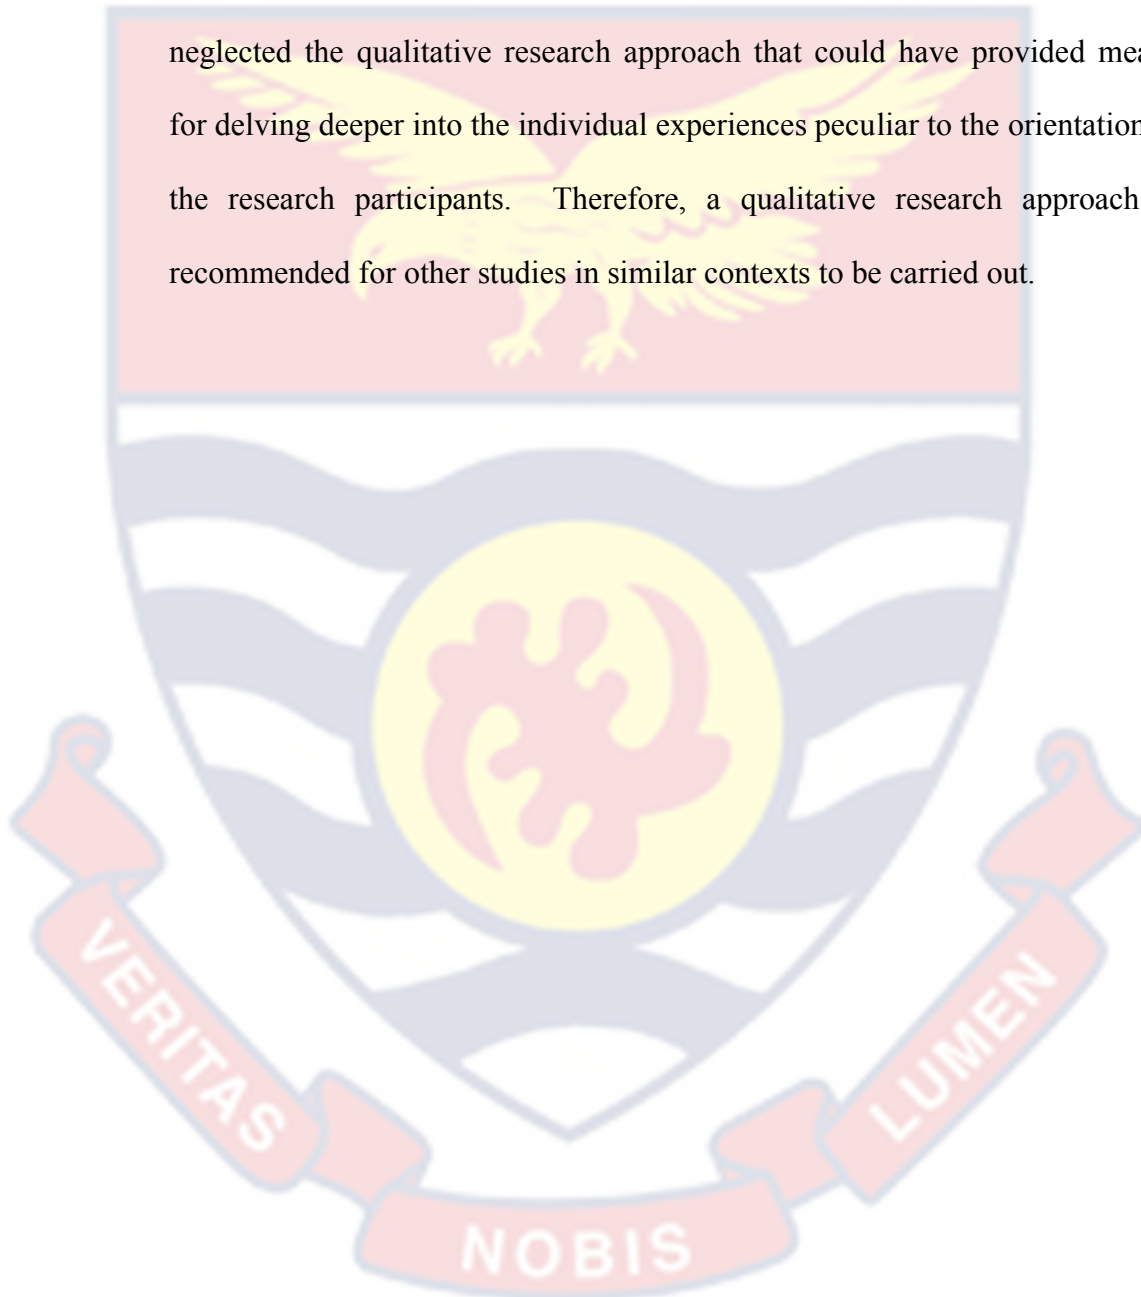 neglected the qualitative research approach that could have provided
for delving deeper into the individual experiences peculiar to the orientation
the research participants. Therefore, a qualitative research approach
recommended for other studies in similar contexts to be carried out.
VERITAS
NOBIS
LUMEN